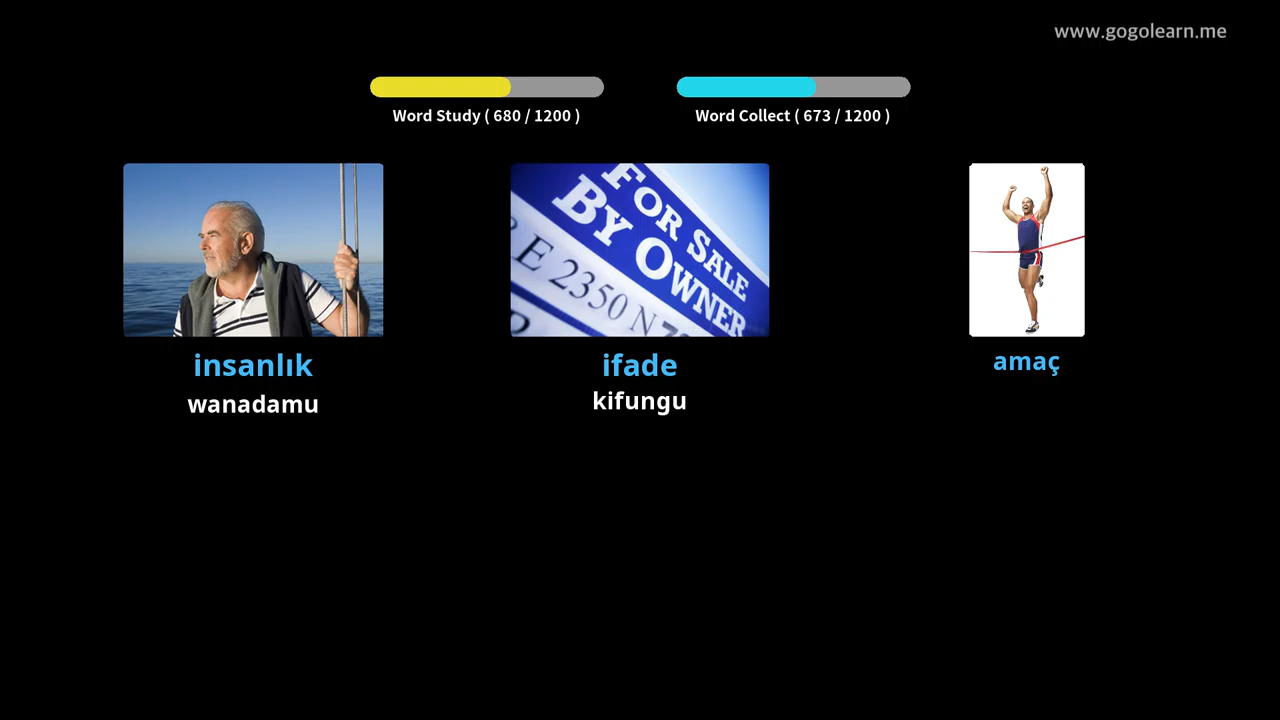 www.gogolearn.me
Word Study ( 680 / 1200 )
Word Collect ( 673 / 1200 )
FOR SALE
BY OWNER
E 2350 N
insanlık
ifade
amaç
wanadamu
kifungu